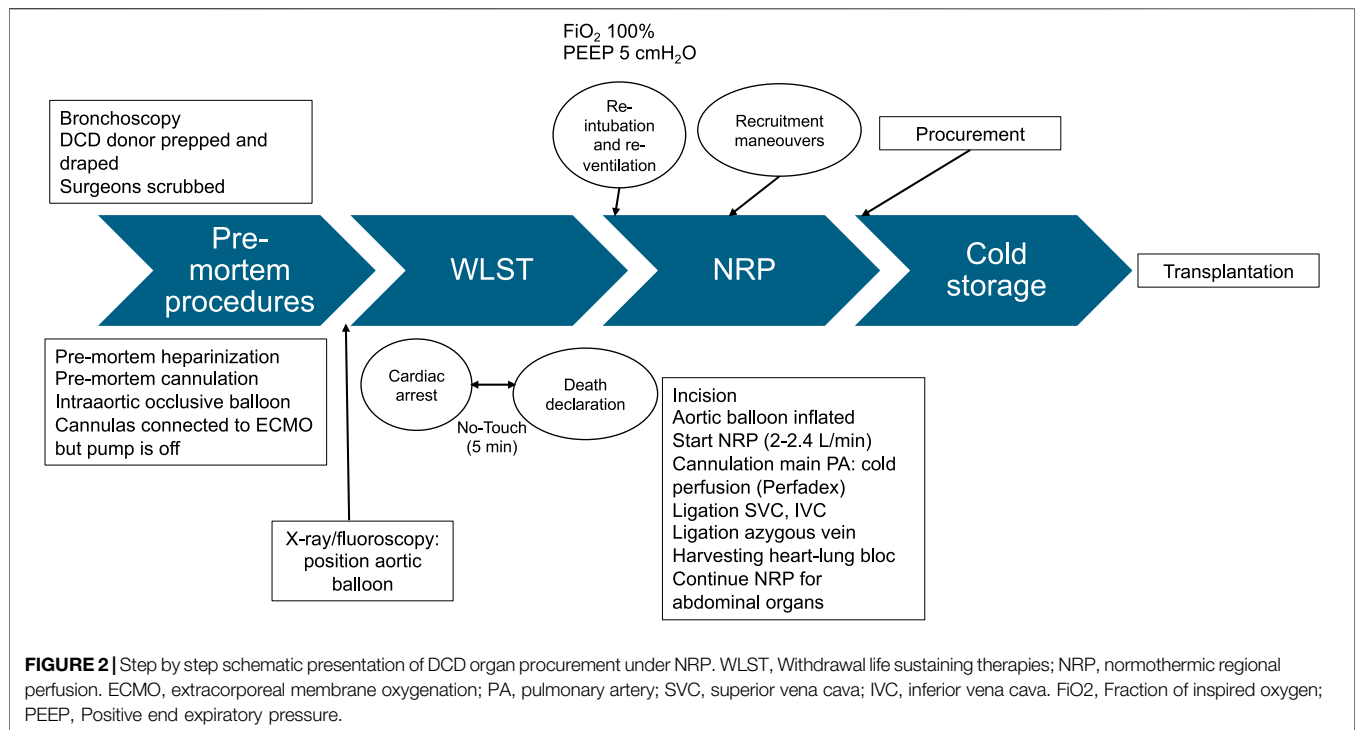 FiO₂ 100%
PEEP 5 cmH₂O
Bronchoscopy
DCD donor prepped and
draped
Surgeons scrubbed
Re-
intubation
and re-
ventilation
Recruitment
maneouvers
Procurement
Pre-
mortem
procedures
WLST
NRP
Cold
storage
Transplantation
Pre-mortem heparinization
Pre-mortem cannulation
Intraaortic occlusive balloon
Cannulas connected to ECMO
but pump is off
Cardiac
arrest
No-Touch
(5 min)
Death
declaration
Incision
Aortic balloon inflated
Start NRP (2-2.4 L/min)
Cannulation main PA: cold
perfusion (Perfadex)
Ligation SVC, IVC
Ligation azygous vein
Harvesting heart-lung bloc
Continue NRP for
abdominal organs
X-ray/fluoroscopy:
position aortic
balloon
FIGURE 2 | Step by step schematic presentation of DCD organ procurement under NRP. WLST, Withdrawal life sustaining therapies; NRP, normothermic regional
perfusion. ECMO, extracorporeal membrane oxygenation; PA, pulmonary artery; SVC, superior vena cava; IVC, inferior vena cava. FiO2, Fraction of inspired oxygen;
PEEP, Positive end expiratory pressure.